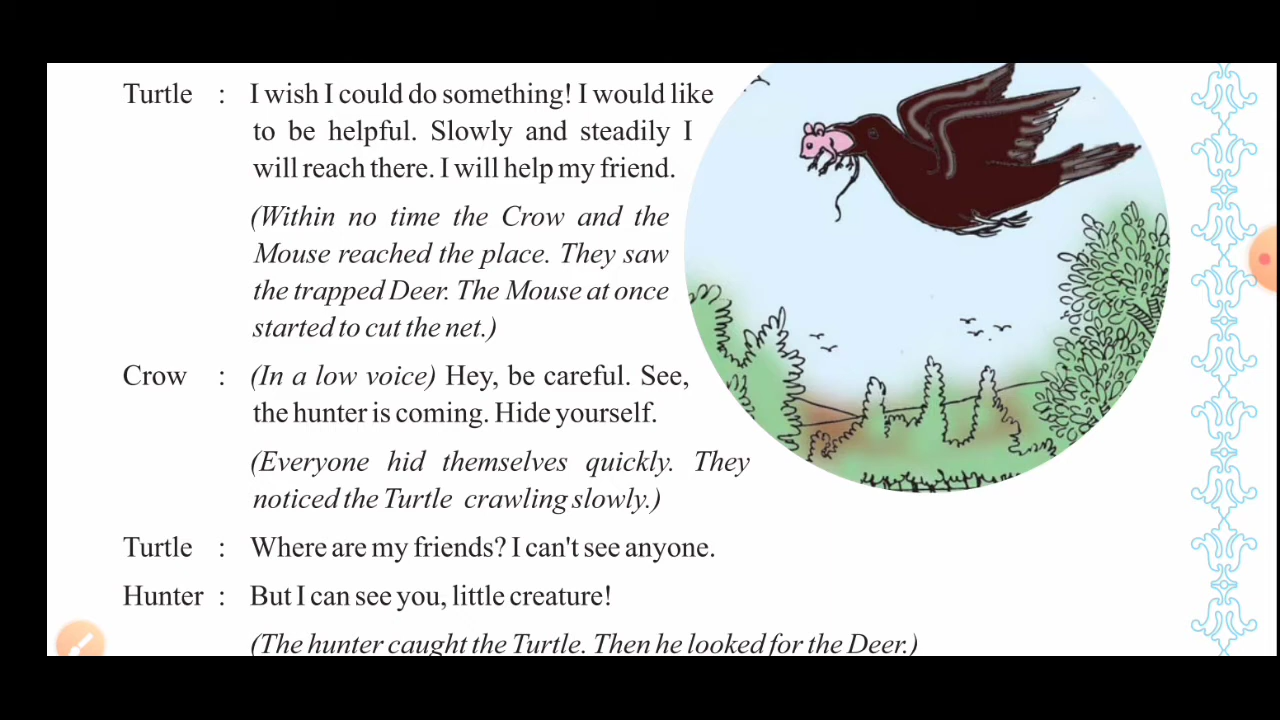 Turtle : I wish I could do something! I would like
to be helpful. Slowly and steadily I
will reach there. I will help my friend.
(Within no time the Crow and the
Mouse reached the place. They saw
the trapped Deer. The Mouse at once
started to cut the net.)
Crow : (In a low voice) Hey, be careful. See,
the hunter is coming. Hide yourself.
(Everyone hid themselves quickly. They
noticed the Turtle crawling slowly.)
Turtle : Where are my friends? I can't see anyone.
Hunter : But I can see you, little creature!
(The hunter caught the Turtle. Then he looked for the Deer.)